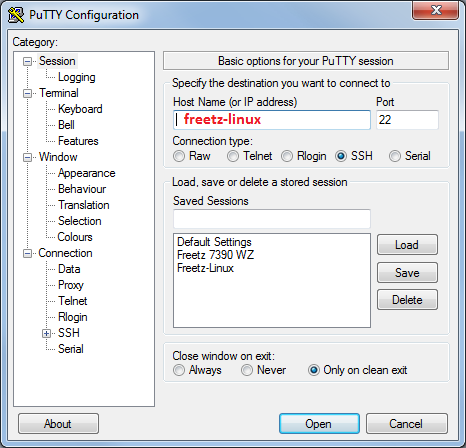 PuTTY Configuration
Category:
Session
Logging
Terminal
Keyboard
Bell
Features
Window
Appearance
Behaviour
Translation
Selection
Colours
Connection
Data
Proxy
Telnet
Rlogin
SSH
Serial
Basic options for your PuTTY session
Specify the destination you want to connect to
Host Name (or IP address) Port
freetz-linux 22
Connection type:
Raw Telnet Rlogin SSH Serial
Load, save or delete a stored session
Saved Sessions
Default Settings
Freetz 7390 WZ
Freetz-Linux
Load
Save
Delete
Close window on exit:
Always Never Only on clean exit
About Open Cancel